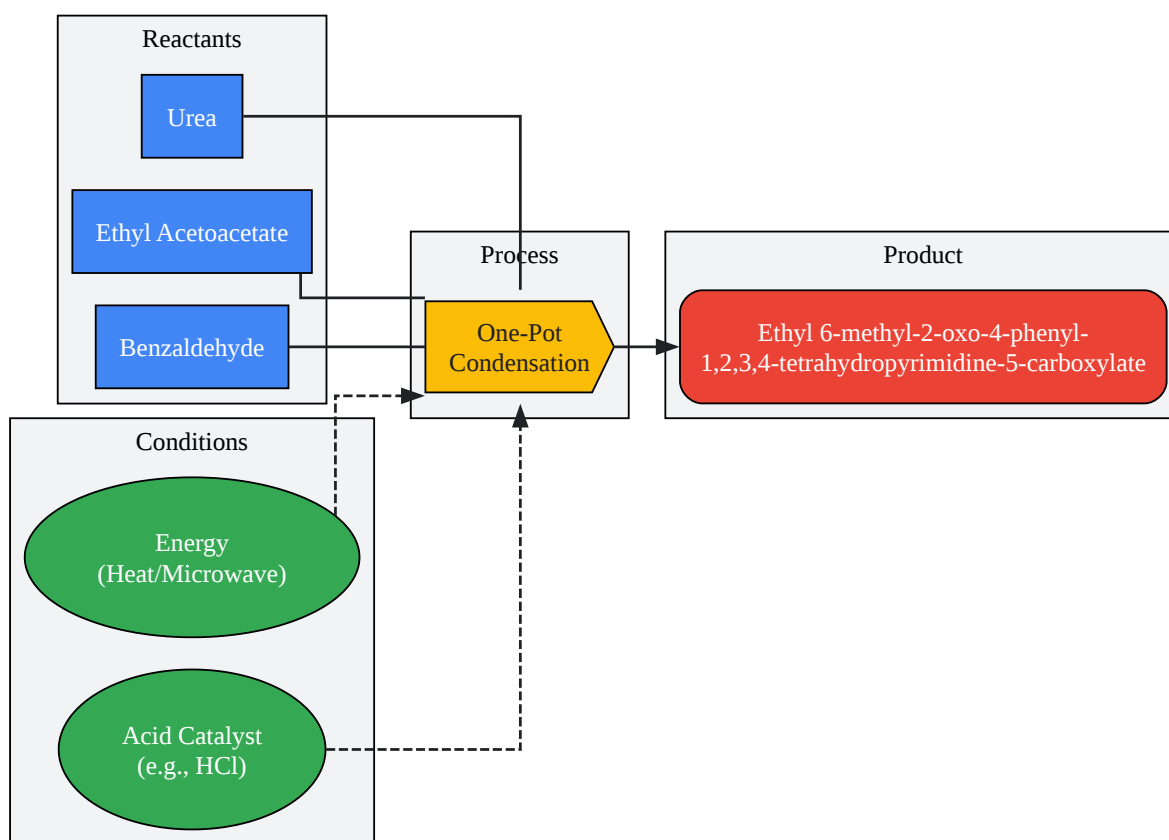 Reactants
Urea
Ethyl Acetoacetate
Benzaldehyde
Process
One-Pot
Condensation
Product
Ethyl 6-methyl-2-oxo-4-phenyl-
1,2,3,4-tetrahydropyrimidine-5-carboxylate
Conditions
Energy
(Heat/Microwave)
Acid Catalyst
(e.g., HCl)